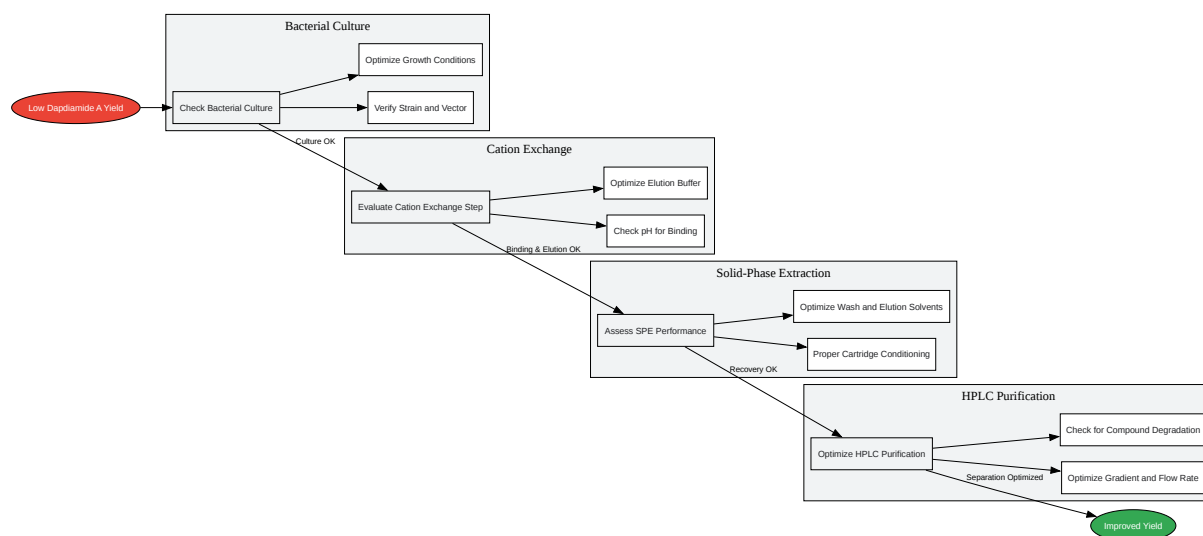 Bacterial Culture
Optimize Growth Conditions
Low Dapdiamide A Yield
Check Bacterial Culture
Verify Strain and Vector
Culture OK
Cation Exchange
Optimize Elution Buffer
Evaluate Cation Exchange Step
Check pH for Binding
Binding & Elution OK
Solid-Phase Extraction
Optimize Wash and Elution Solvents
Assess SPE Performance
Proper Cartridge Conditioning
Recovery OK
HPLC Purification
Check for Compound Degradation
Optimize HPLC Purification
Optimize Gradient and Flow Rate
Separation Optimized
Improved Yield